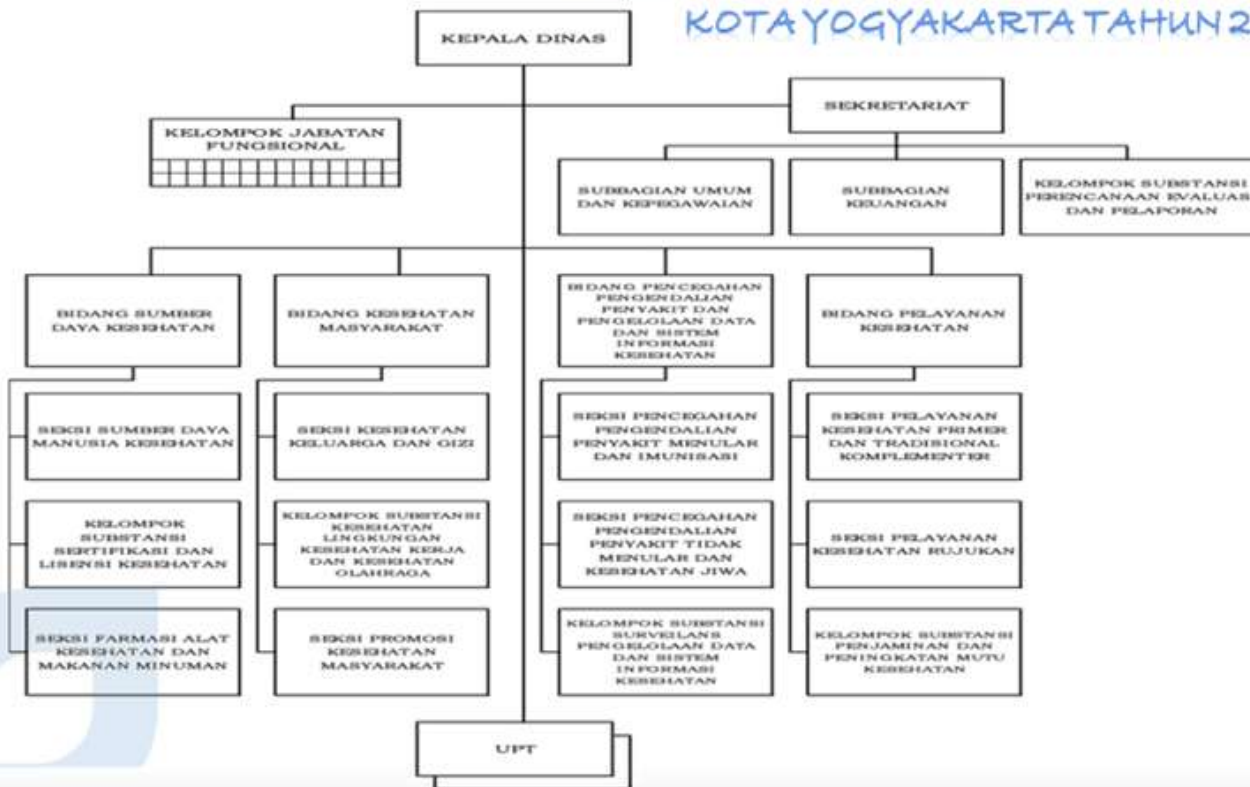 KOTA YOGYAKARTA TAHUN 2
KEPALA DINAS
SEKRETARIAT
KELOMPOK JABATAN
FUNGSIONAL
SUBBAGIAN UMUM
DAN KEPEGAWAIAN
SUBBAGIAN
KEUANGAN
KELOMPOK SUBSTANSI
PERENCANAAN EVALUAS
DAN PELAPORAN
BIDANG SUMBER
DAYA KESEHATAN
BIDANG KESEHATAN
MASYARAKAT
BIDANG PENCEGAHAN
PENGENDALIAN
PENYAKIT DAN
PENGELOLAAN DATA
DAN SISTEM
INFORMASI
KESEHATAN
BIDANG PELAYANAN
KESEHATAN
SEKSI SUMBER DAYA
MANUSIA KESEHATAN
SEKSI KESEHATAN
KELUARGA DAN GIZI
SEKSI PENCEGAHAN
PENGENDALIAN
PENYAKIT MENULAR
DAN IMUNISASI
SEKSI PELAYANAN
KESEHATAN PRIMER
DAN TRADISIONAL
KOMPLEMENTER
KELOMPOK
SUBSTANSI
SERTIFIKASI DAN
LISENSI KESEHATAN
KELOMPOK SUBSTANSI
KESEHATAN
LINGKUNGAN
KESEHATAN KERJA
DAN KESEHATAN
OLAHRAGA
SEKSI PENCEGAHAN
PENGENDALIAN
PENYAKIT TIDAK
MENULAR DAN
KESEHATAN JIWA
SEKSI PELAYANAN
KESEHATAN RUJUKAN
SEKSI FARMASI ALAT
KESEHATAN DAN
MAKANAN MINUMAN
SEKSI PROMOSI
KESEHATAN
MASYARAKAT
KELOMPOK SUBSTANSI
SURVEILANS
PENGELOLAAN DATA
DAN SISTEM
INFORMASI
KESEHATAN
KELOMPOK SUBSTANSI
PENJAMINAN DAN
PENINGKATAN MUTU
KESEHATAN
UPT